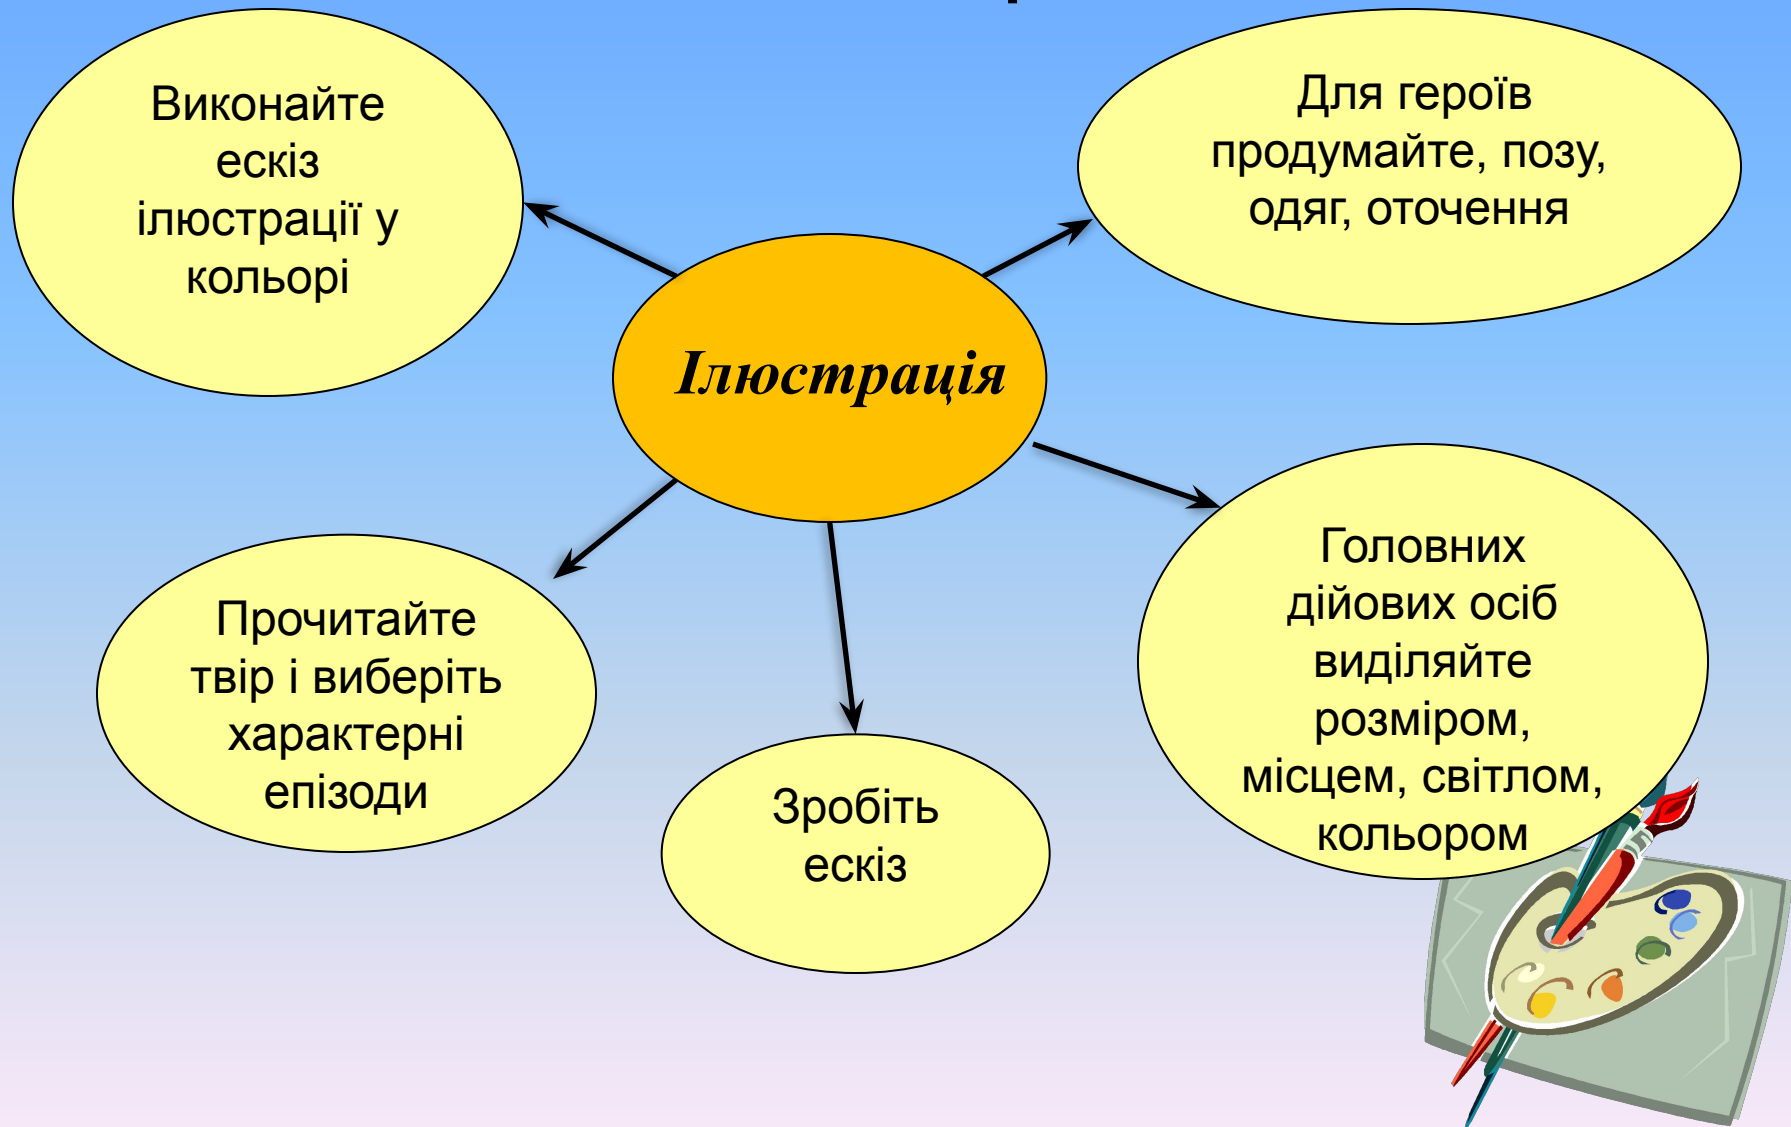 Виконайте
ескіз
ілюстрації у
кольорі
Для героїв
продумайте, позу,
одяг, оточення
Ілюстрація
Головних
дійових осіб
виділяйте
розміром,
місцем, світлом,
кольором
Прочитайте
твір і виберіть
характерні
епізоди
Зробіть
ескіз